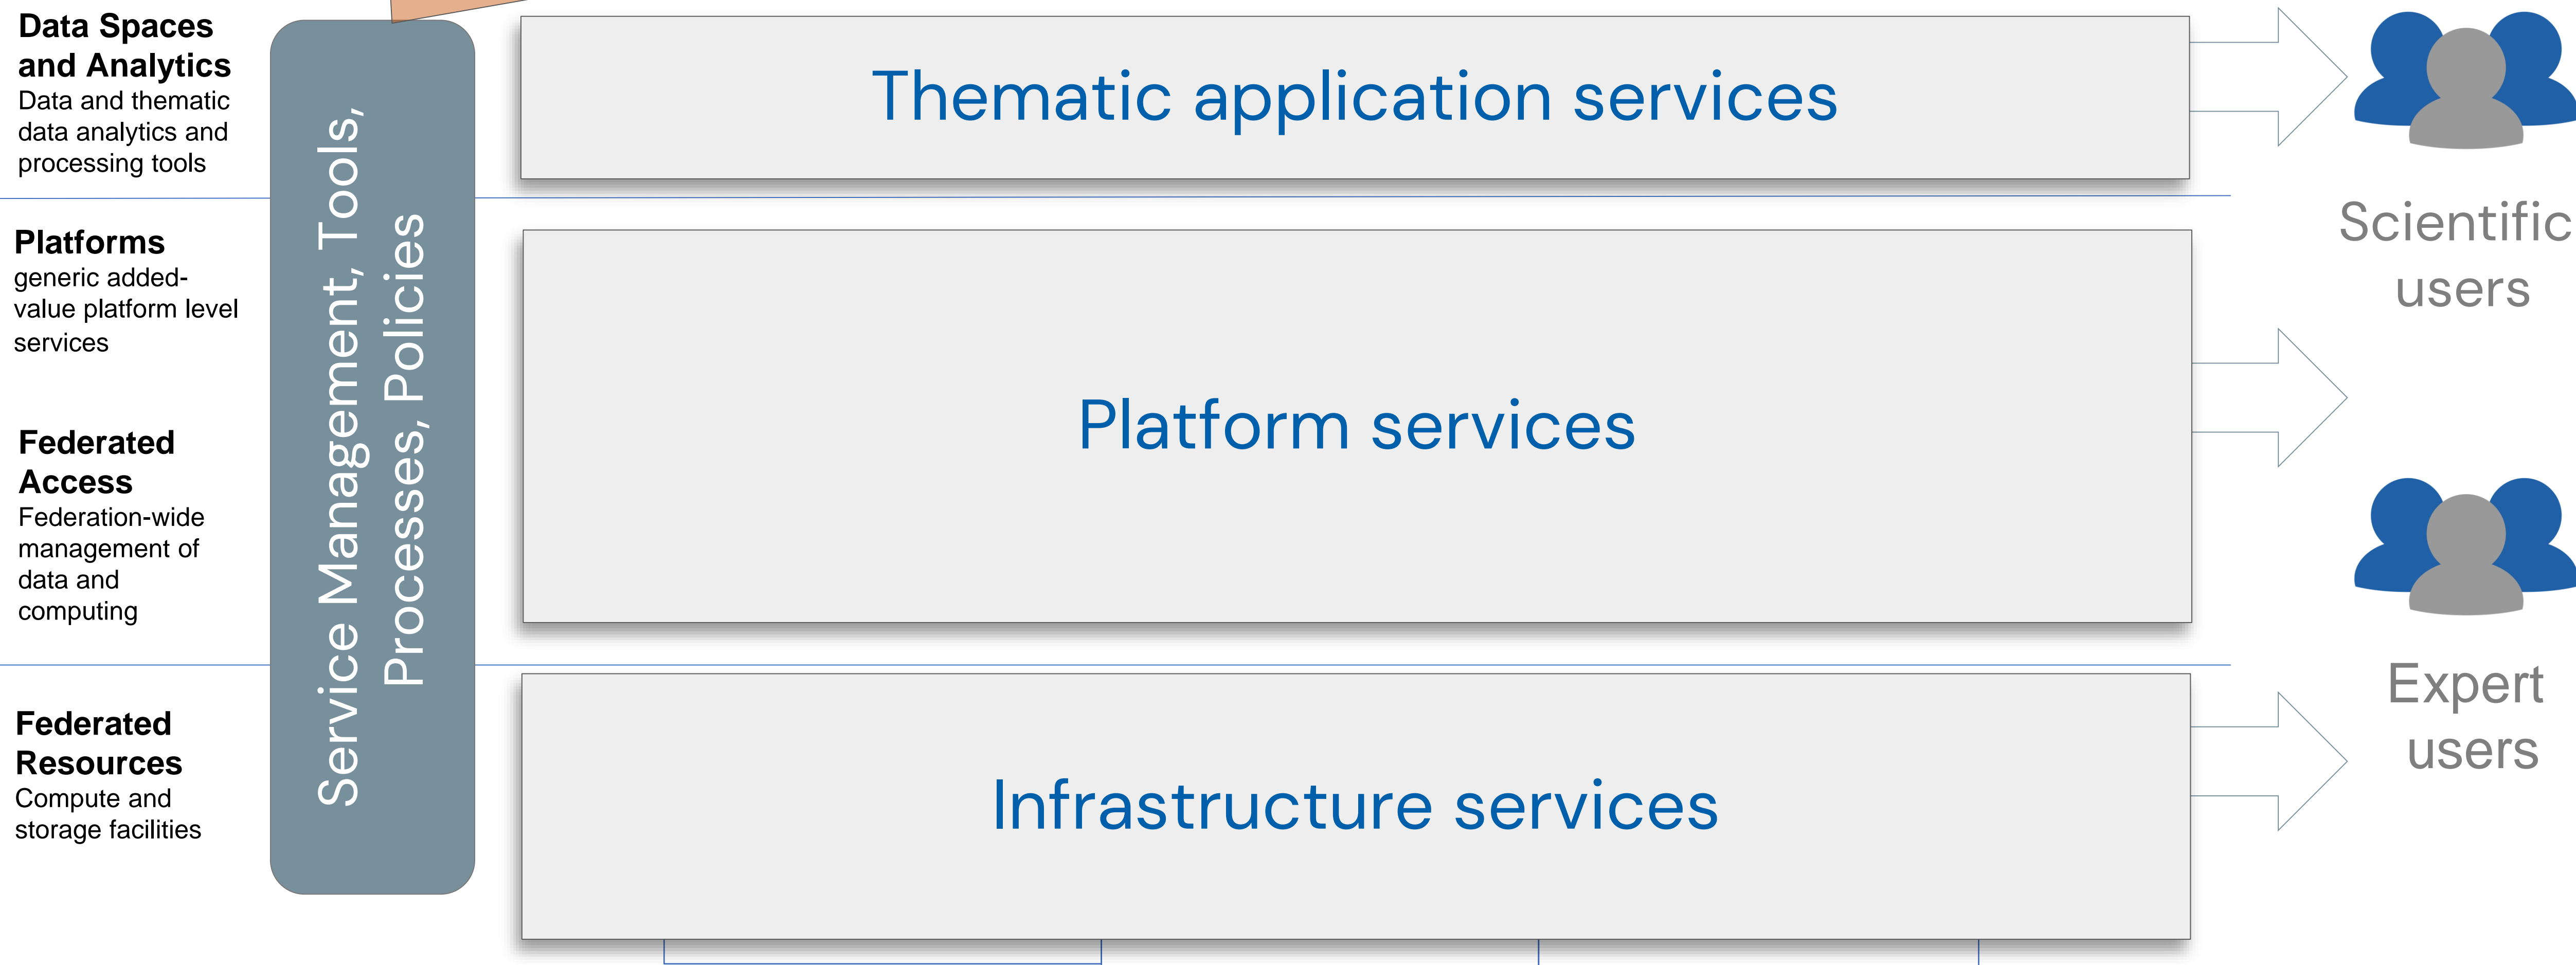 Data Spaces
and Analytics
Data and thematic
data analytics and
processing tools
Platforms
generic added-
value platform level
services
Federated
Access
Federation-wide
management of
data and
computing
Federated
Resources
Compute and
storage facilities
Service Management, Tools,
Processes, Policies
Thematic application services
Platform services
Infrastructure services
Scientific
users
Expert
users